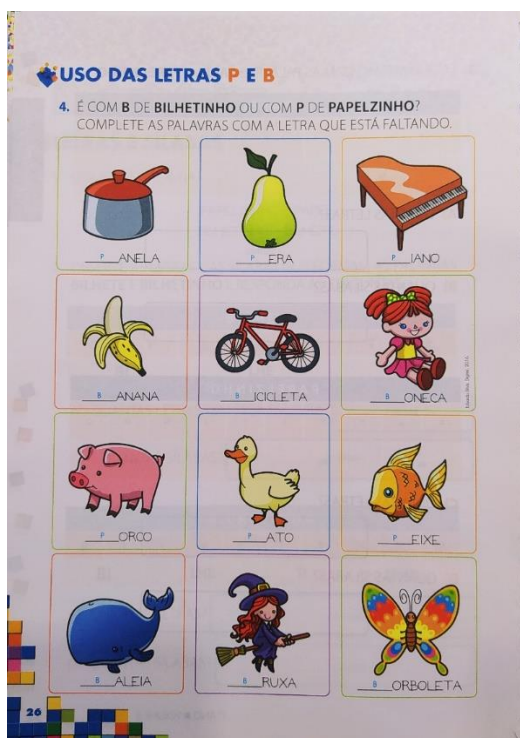 USO DAS LETRAS P E B
4. É COM B DE BILHETINHO OU COM P DE PAPELZINHO?
COMPLETE AS PALAVRAS COM A LETRA QUE ESTÁ FALTANDO.
P ANELA
P ERA
P IANO
B ANANA
B ICICLETA
B ONECA
P ORCO
P ATO
P EIXE
B ALEIA
B RUXA
B ORBOLETA
26